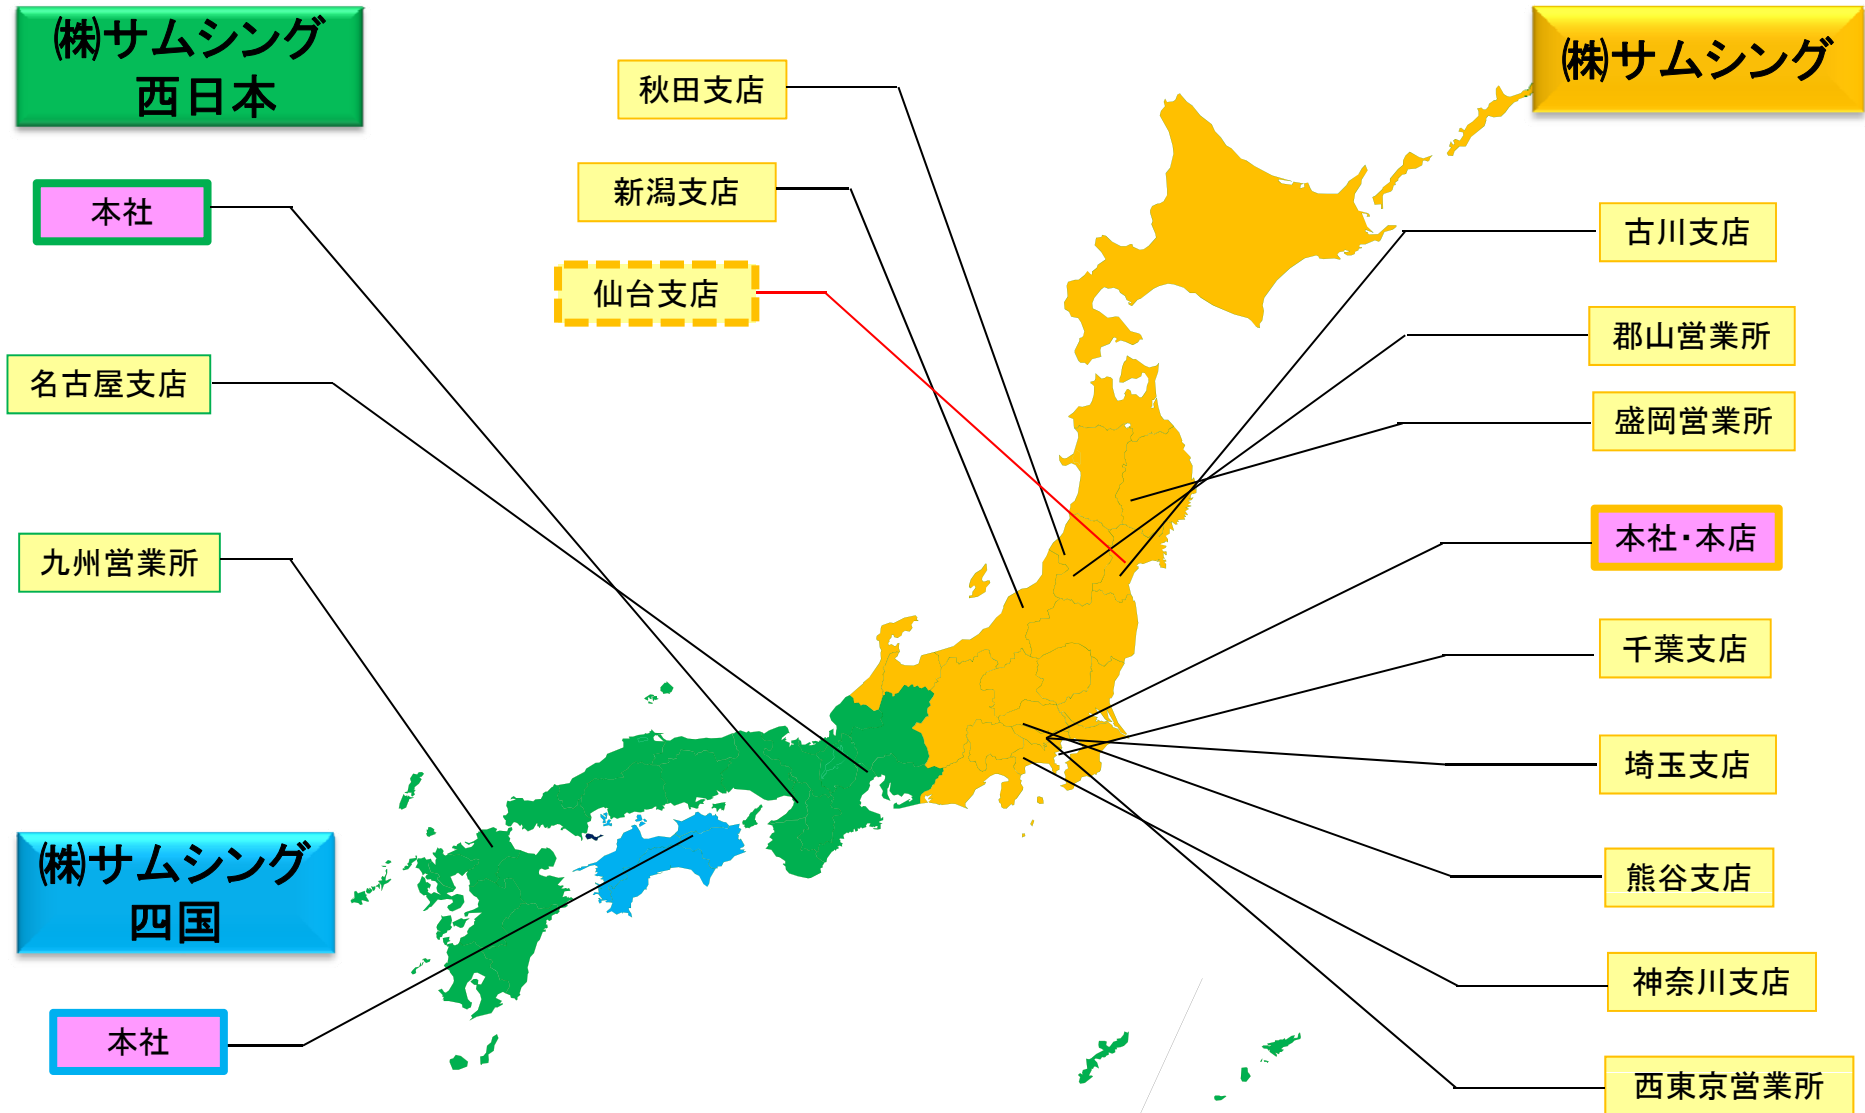 ㈱サムシング
西日本
本社
名古屋支店
九州営業所
㈱サムシング
四国
本社
秋田支店
新潟支店
仙台支店
㈱サムシング
古川支店
郡山営業所
盛岡営業所
本社・本店
千葉支店
埼玉支店
熊谷支店
神奈川支店
西東京営業所